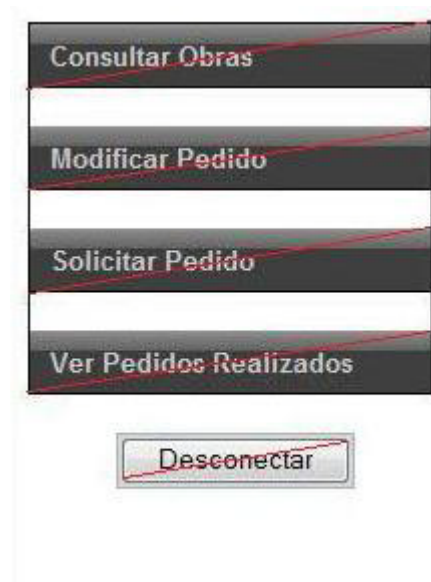 Consultar Obras
Modificar Pedido
Solicitar Pedido
Ver Pedidos Realizados
Desconectar